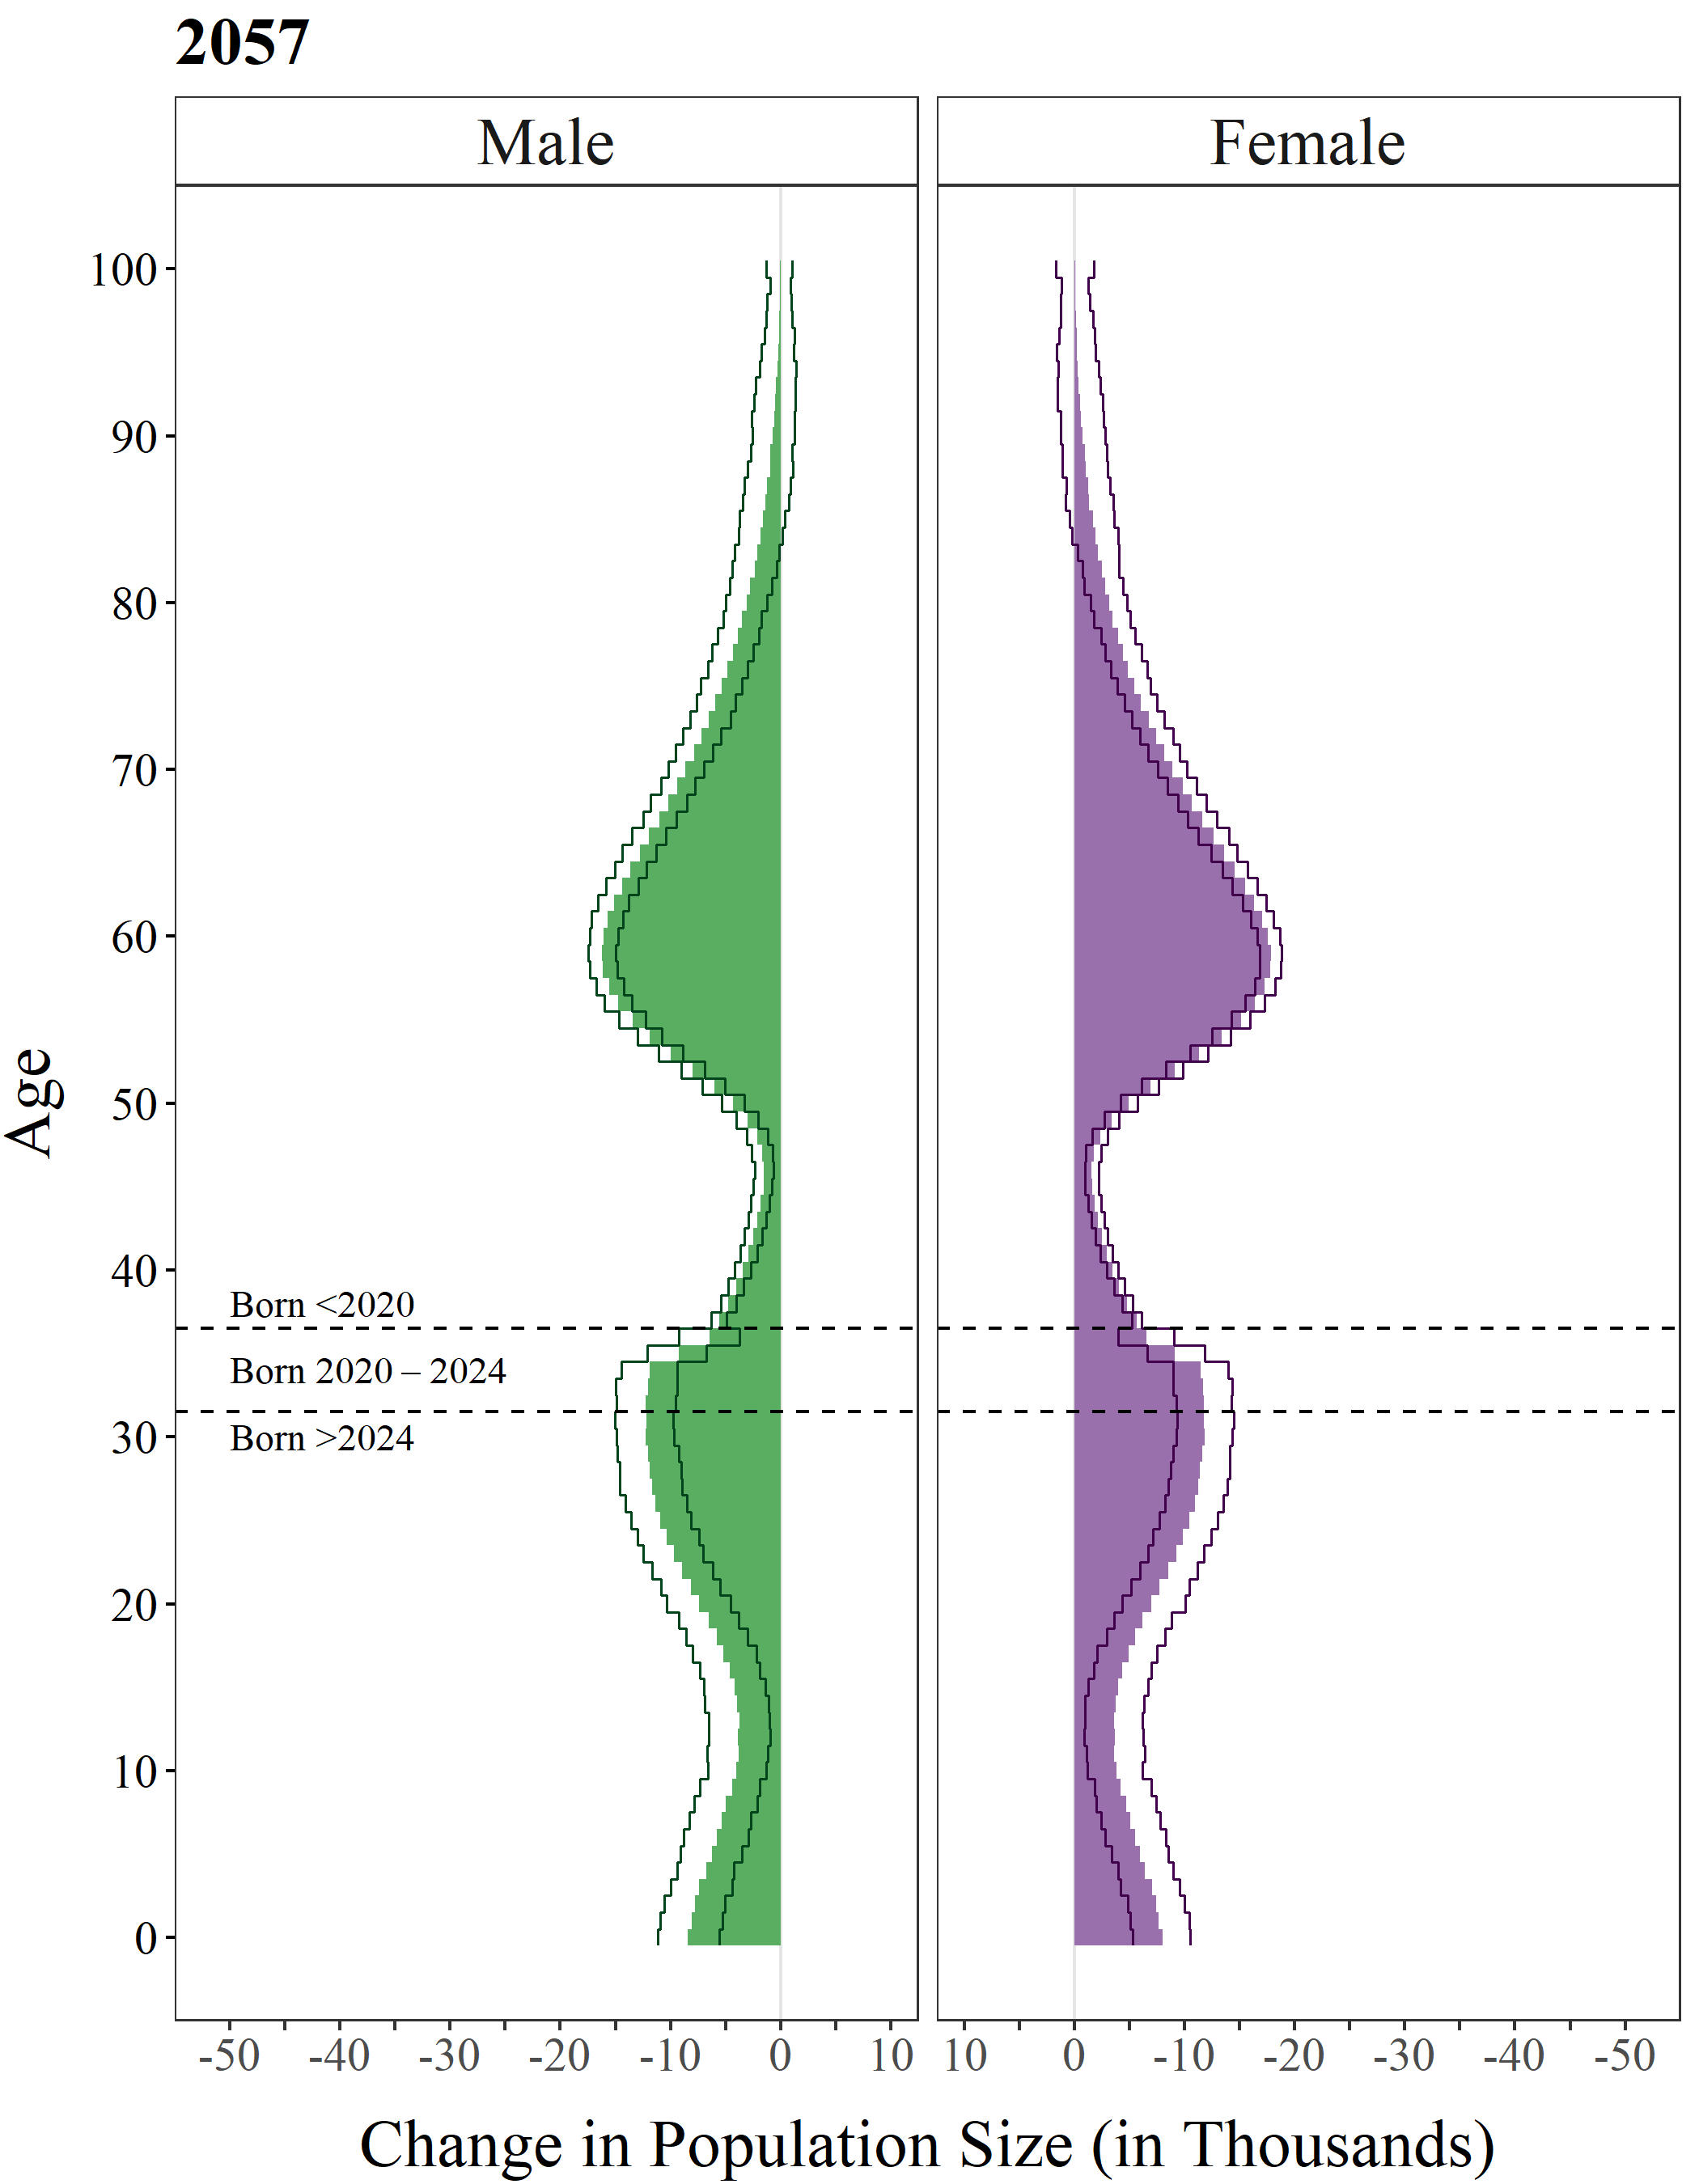 2057
Male Female
100
90
80
70
60
50
40
30
20
10
0
Age
Born <2020
Born 2020 – 2024
Born >2024
-50 -40 -30 -20 -10 0 10 10 0 -10 -20 -30 -40 -50
Change in Population Size (in Thousands)